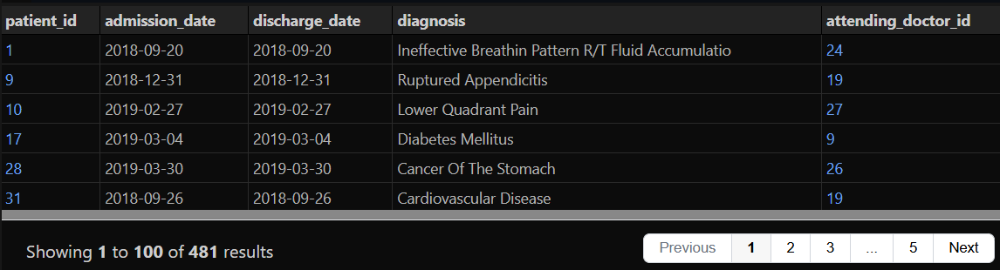 patient_id admission_date discharge_date diagnosis attending_doctor_id
1 2018-09-20 2018-09-20 Ineffective Breathin Pattern R/T Fluid Accumulatio 24
9 2018-12-31 2018-12-31 Ruptured Appendicitis 19
10 2019-02-27 2019-02-27 Lower Quadrant Pain 27
17 2019-03-04 2019-03-04 Diabetes Mellitus 9
28 2019-03-30 2019-03-30 Cancer Of The Stomach 26
31 2018-09-26 2018-09-26 Cardiovascular Disease 19
Showing 1 to 100 of 481 results Previous 1 2 3 ... 5 Next